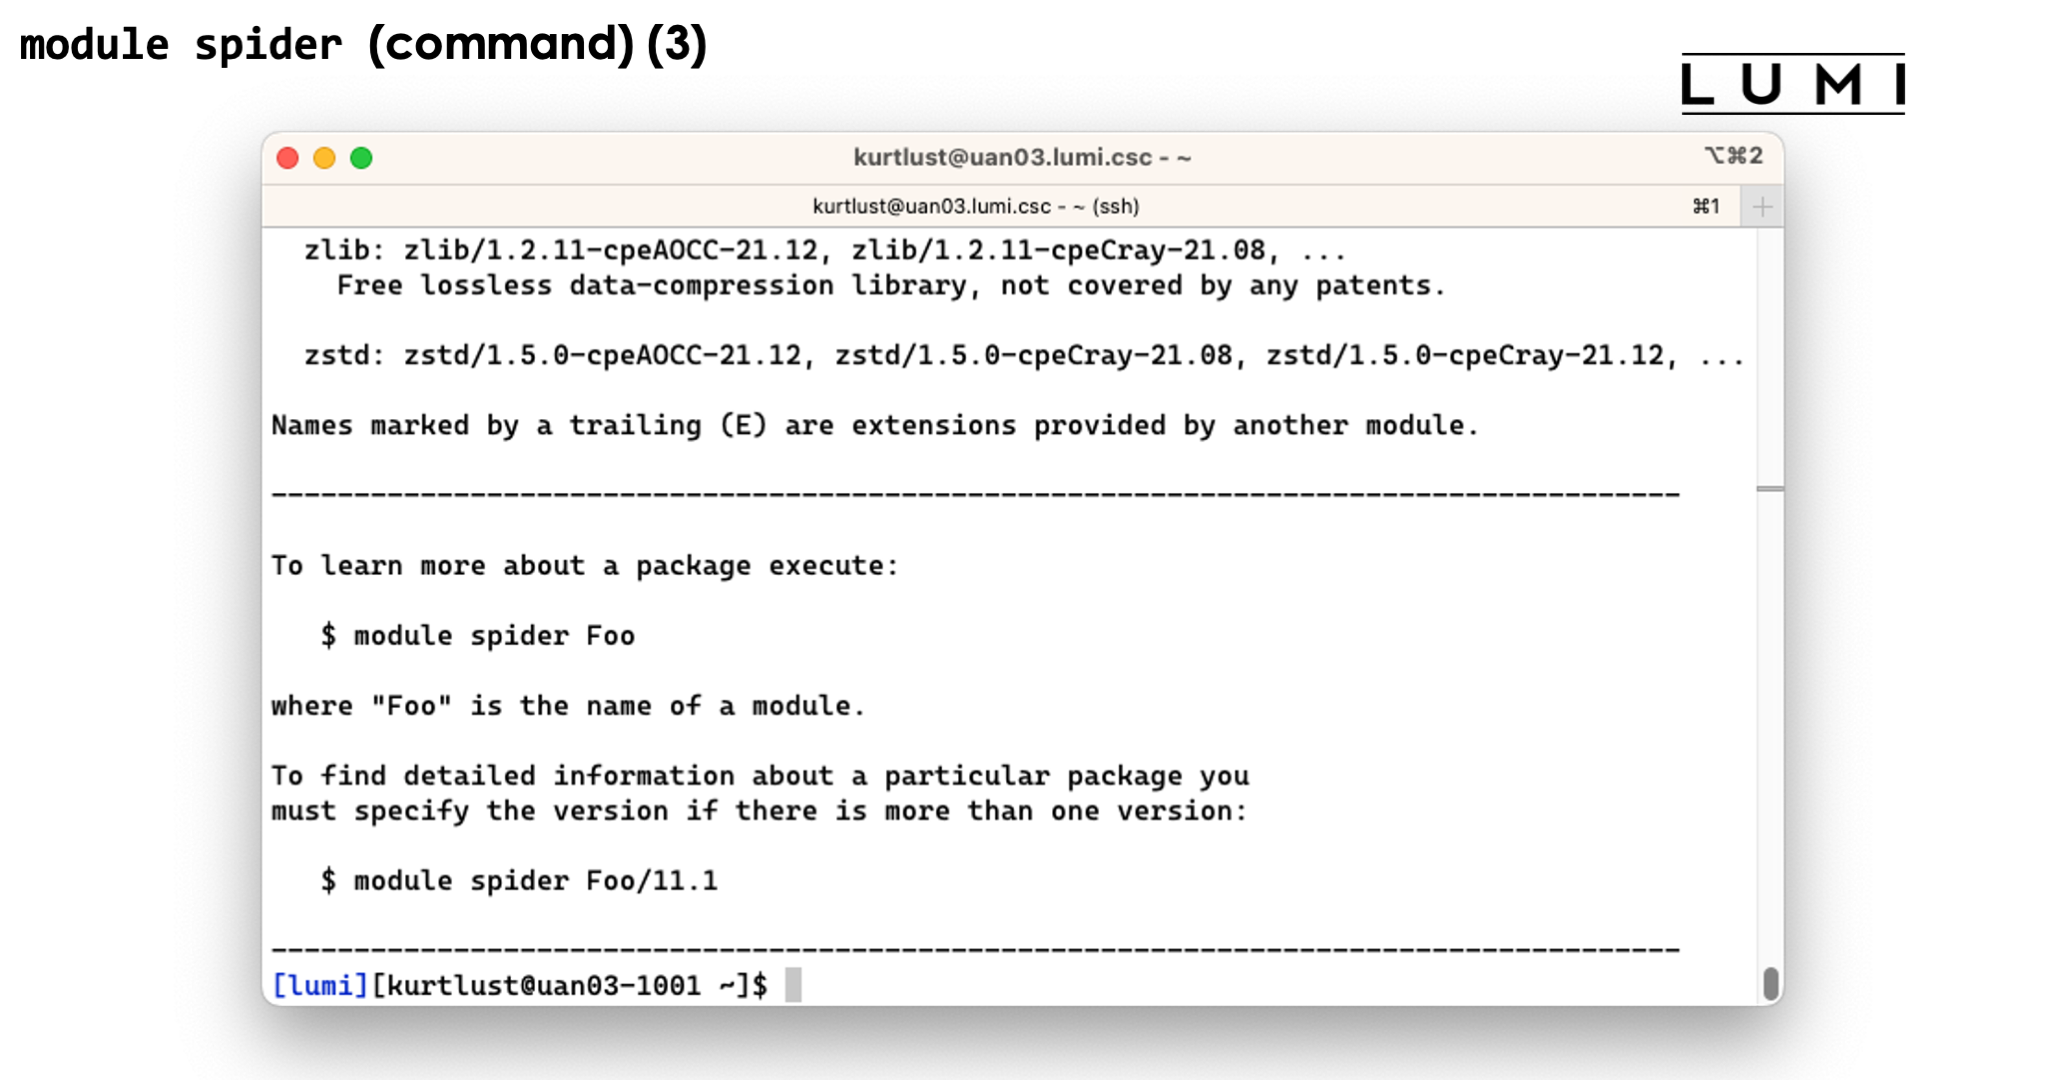 module spider (command) (3)
LUMI
kurtlust@uan03.lumi.csc - ~
⌥⌘2
kurtlust@uan03.lumi.csc - ~ (ssh)
⌘1
zlib: zlib/1.2.11-cpeAOCC-21.12, zlib/1.2.11-cpeCray-21.08, ...
Free lossless data-compression library, not covered by any patents.
zstd: zstd/1.5.0-cpeAOCC-21.12, zstd/1.5.0-cpeCray-21.08, zstd/1.5.0-cpeCray-21.12, ...
Names marked by a trailing (E) are extensions provided by another module.
-------------------------------------------------------------------------------------
To learn more about a package execute:
$ module spider Foo
where "Foo" is the name of a module.
To find detailed information about a particular package you
must specify the version if there is more than one version:
$ module spider Foo/11.1
-------------------------------------------------------------------------------------
[lumi][kurtlust@uan03-1001 ~]$